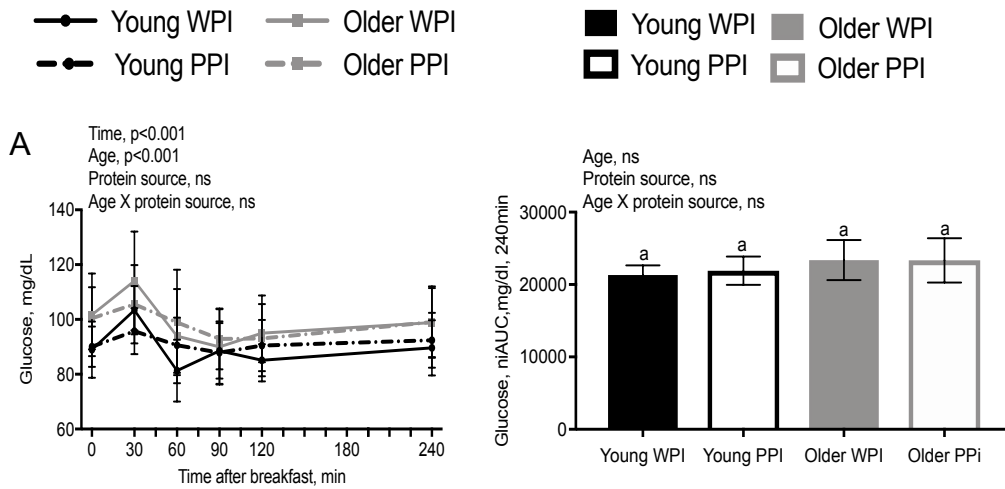 Young WPI
Older WPI
Young PPI
Older PPI
Young WPI
Older WPI
Young PPI
Older PPI
A
Time, p<0.001
Age, p<0.001
Protein source, ns
Age X protein source, ns
Glucose, mg/dL
140
120
100
80
60
0
30
60
90
120
180
240
Time after breakfast, min
Age, ns
Protein source, ns
Age X protein source, ns
Glucose, niAUC,mg/dl, 240min
30000
20000
10000
0
a
a
a
a
Young WPI
Young PPI
Older WPI
Older PPi